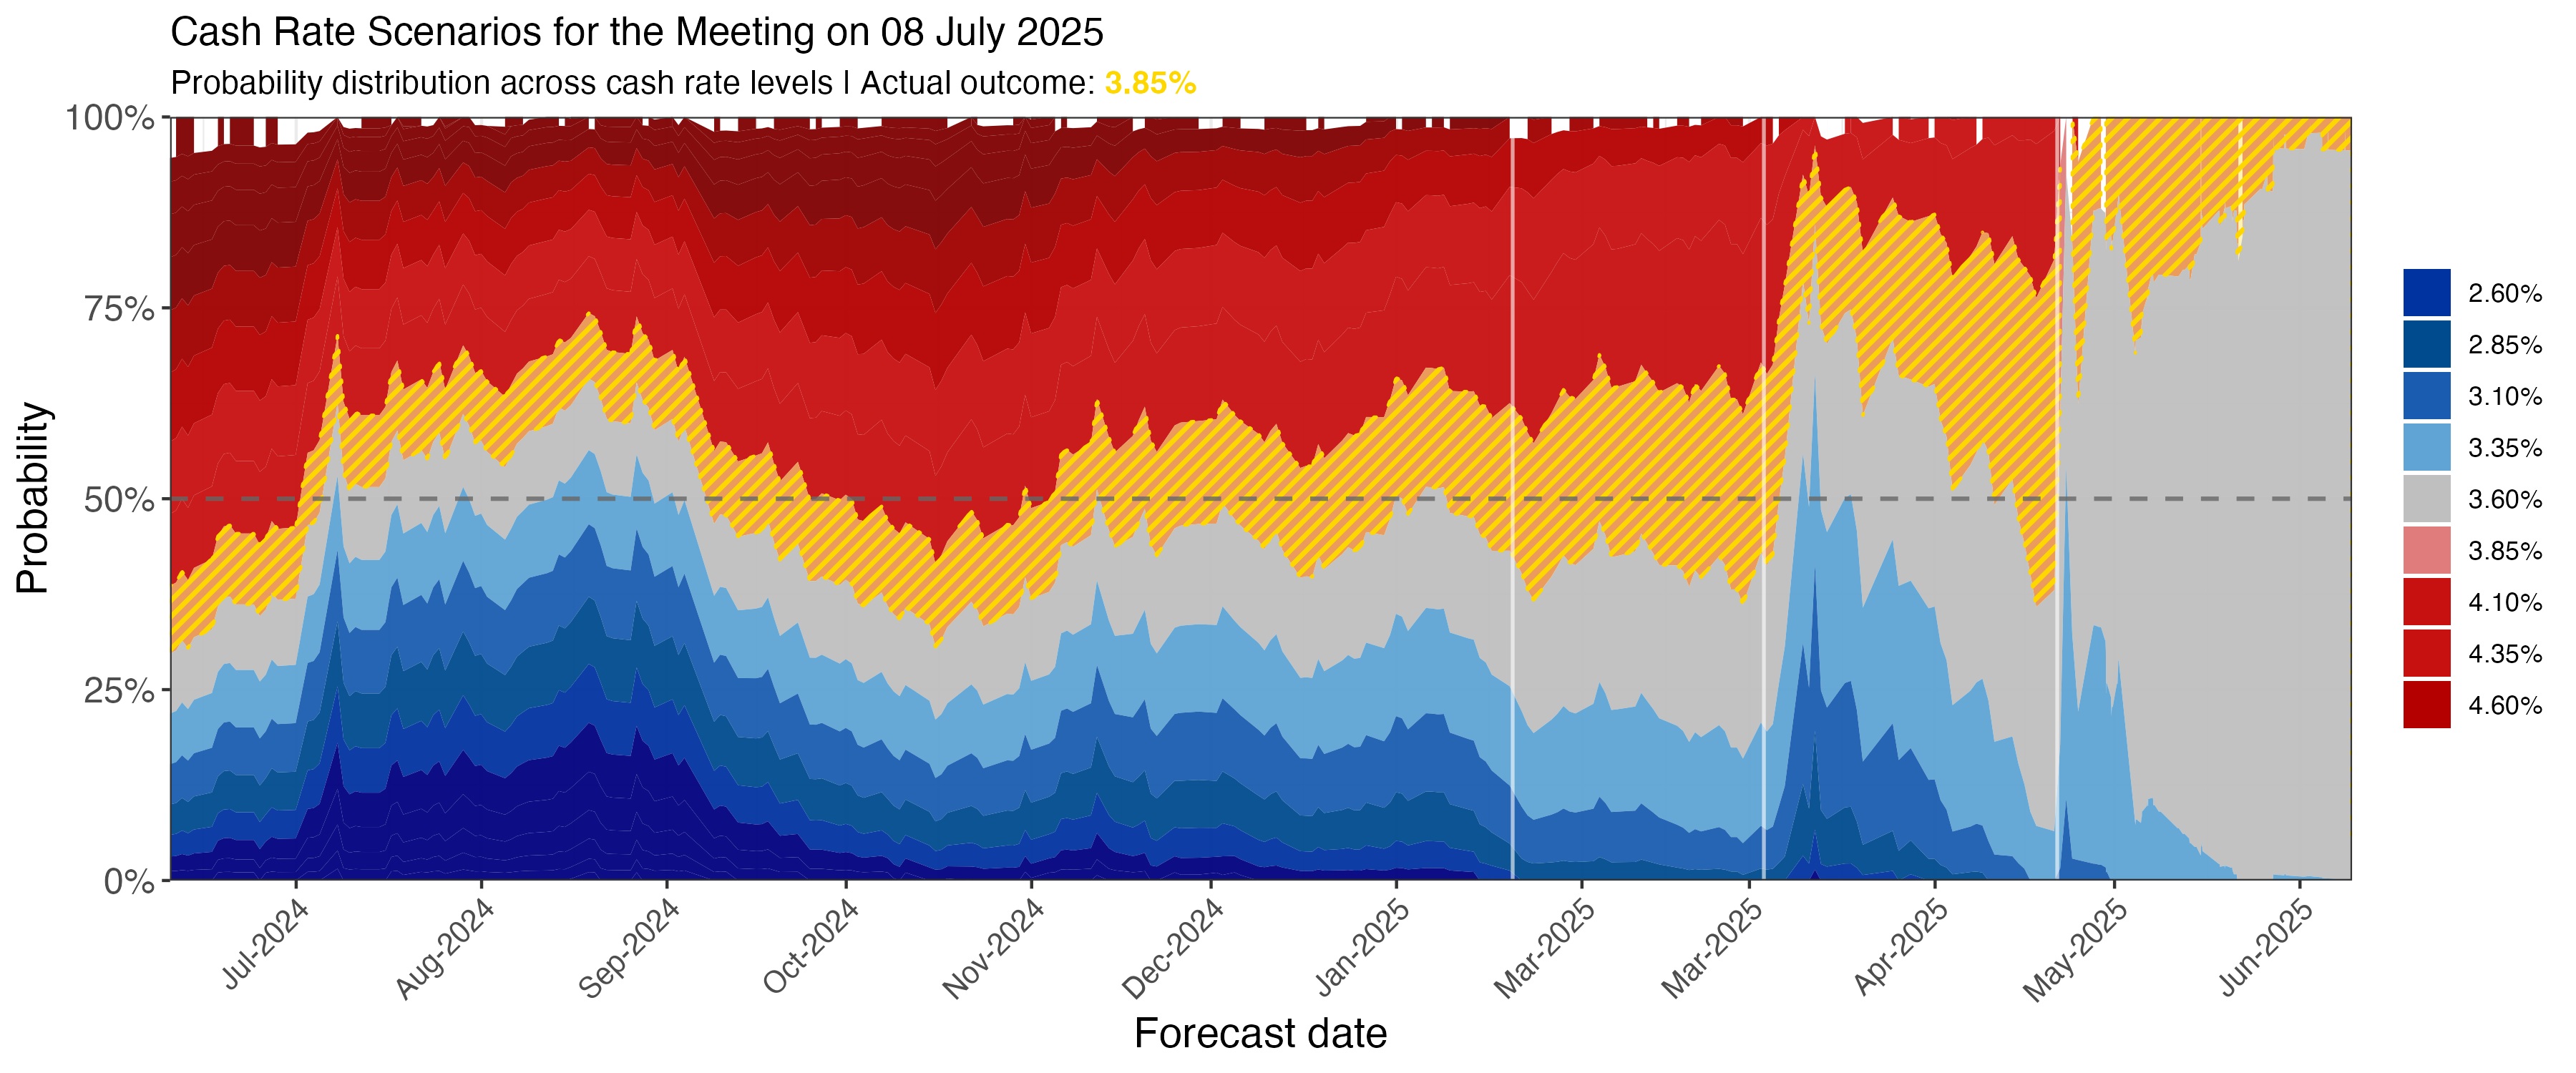 Cash Rate Scenarios for the Meeting on 08 July 2025
Probability distribution across cash rate levels | Actual outcome: 3.85%
100%
75%
50%
25%
0%
Probability
Jul-2024
Aug-2024
Sep-2024
Oct-2024
Nov-2024
Dec-2024
Jan-2025
Mar-2025
Mar-2025
Apr-2025
May-2025
Jun-2025
Forecast date
2.60%
2.85%
3.10%
3.35%
3.60%
3.85%
4.10%
4.35%
4.60%